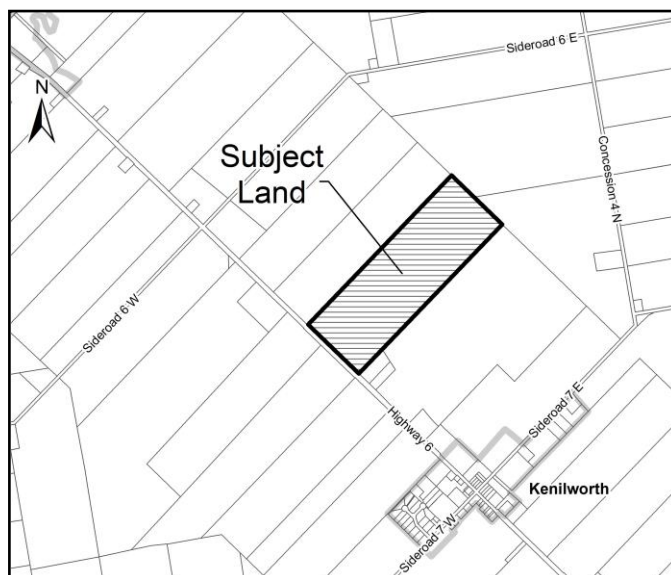 Sideroad 6 E
N
Subject
Land
Concession 4 N
Sideroad 6 W
Highway 6
Sideroad 7 E
Kenilworth
Sideroad 7 W